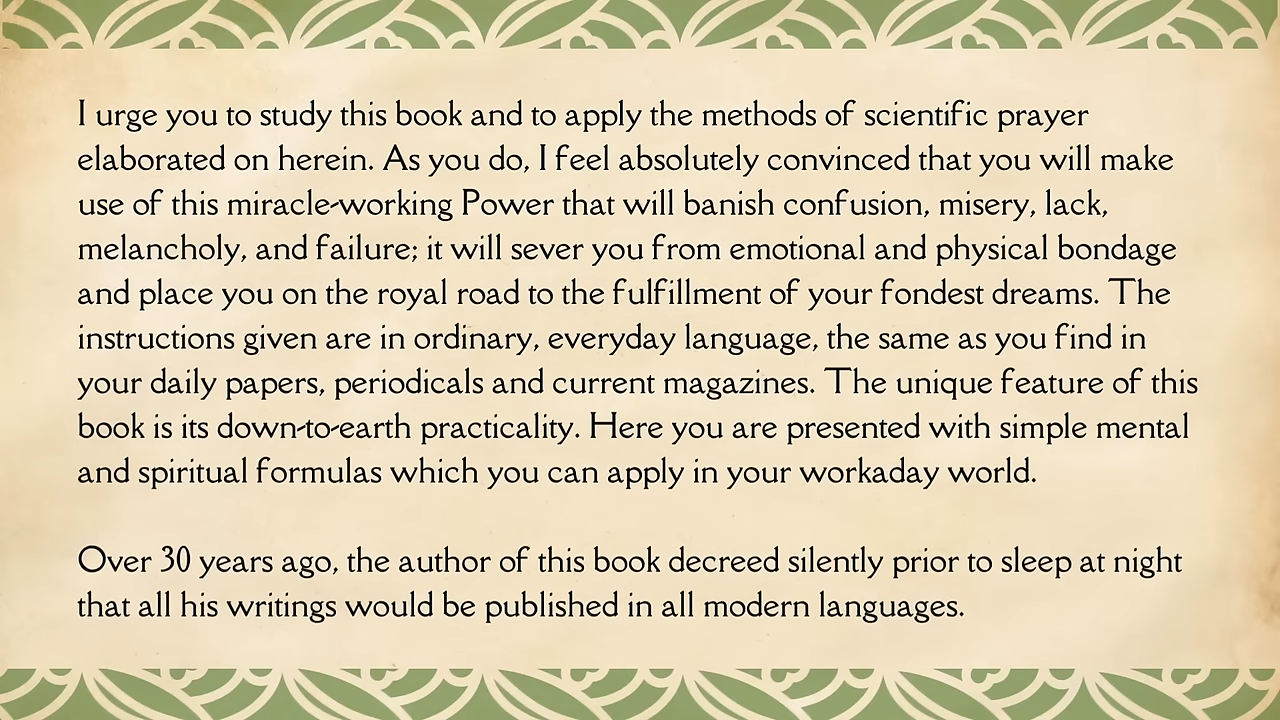 I urge you to study this book and to apply the methods of scientific prayer
elaborated on herein. As you do, I feel absolutely convinced that you will make
use of this miracle-working Power that will banish confusion, misery, lack,
melancholy, and failure; it will sever you from emotional and physical bondage
and place you on the royal road to the fulfillment of your fondest dreams. The
instructions given are in ordinary, everyday language, the same as you find in
your daily papers, periodicals and current magazines. The unique feature of this
book is its down-to-earth practicality. Here you are presented with simple mental
and spiritual formulas which you can apply in your workaday world.

Over 30 years ago, the author of this book decreed silently prior to sleep at night
that all his writings would be published in all modern languages.